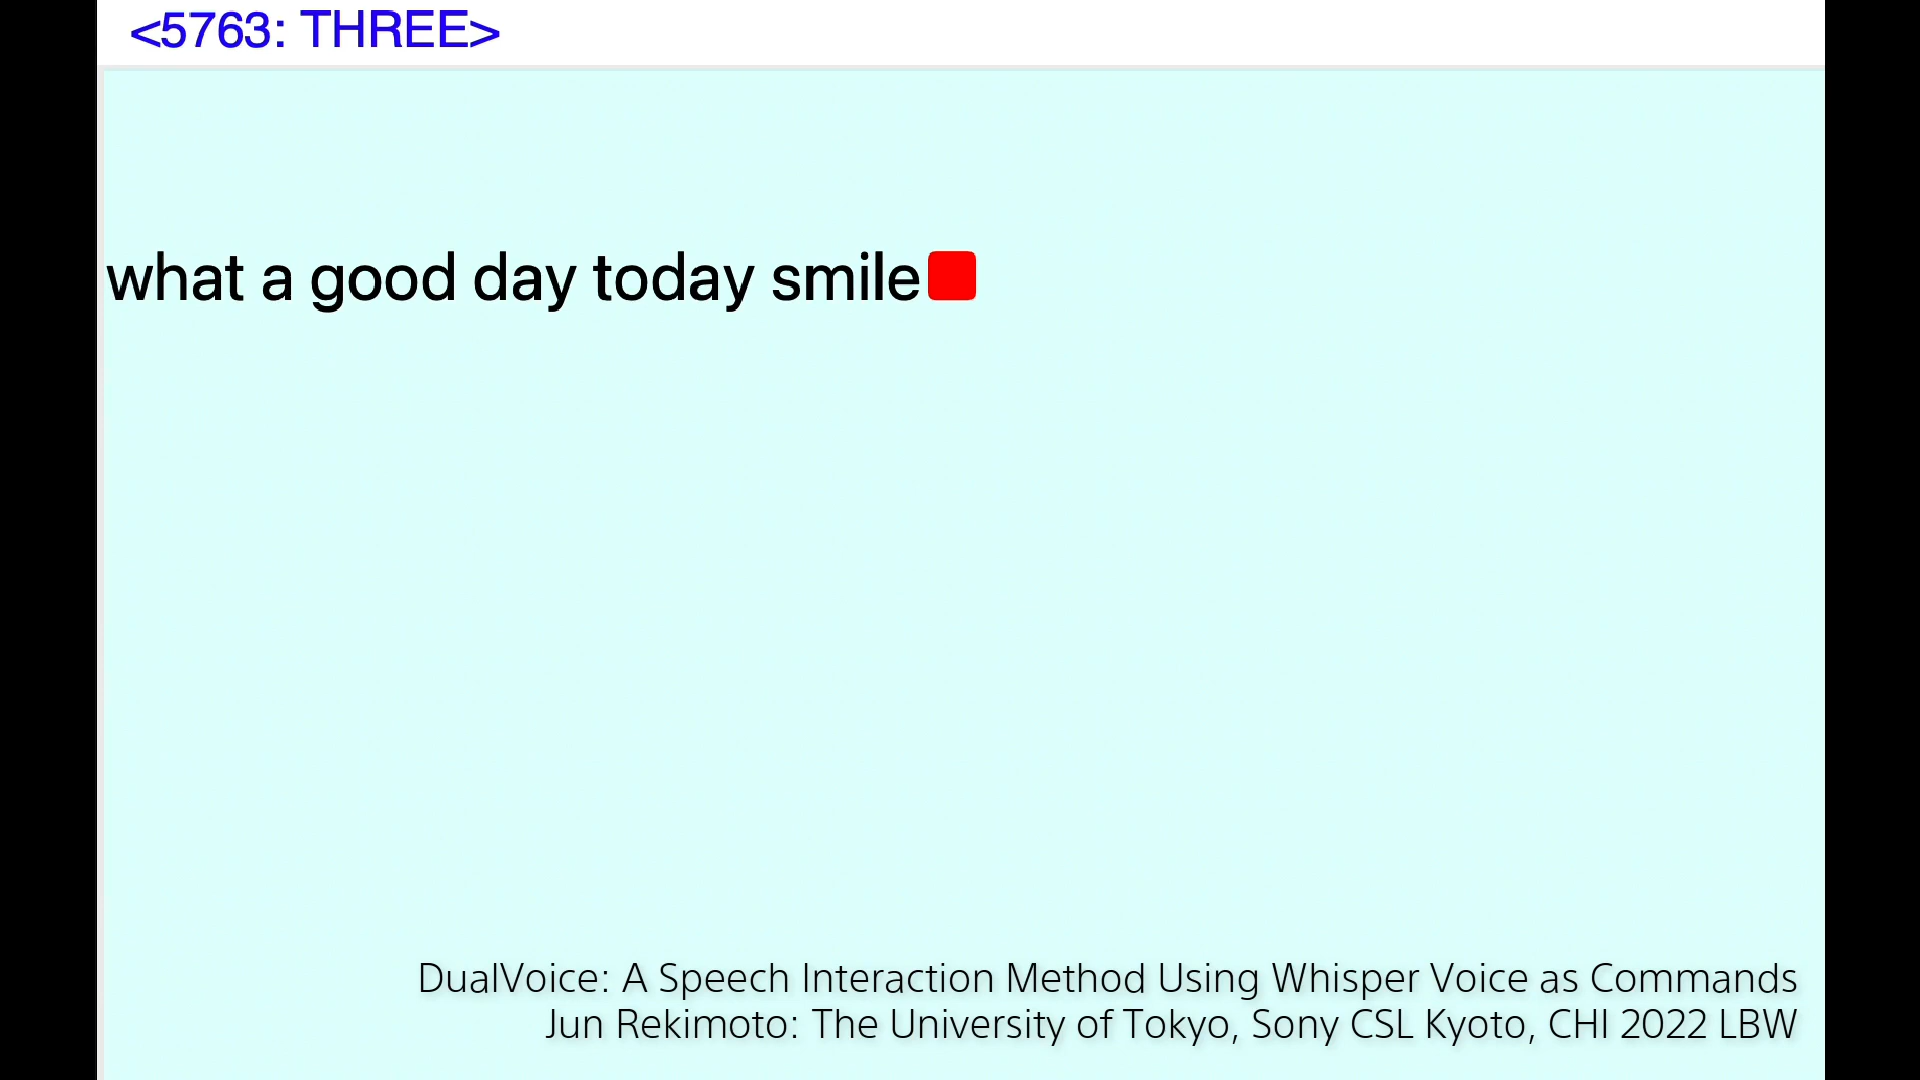 <5763: THREE>
what a good day today smile
DualVoice: A Speech Interaction Method Using Whisper Voice as Commands
Jun Rekimoto: The University of Tokyo, Sony CSL Kyoto, CHI 2022 LBW